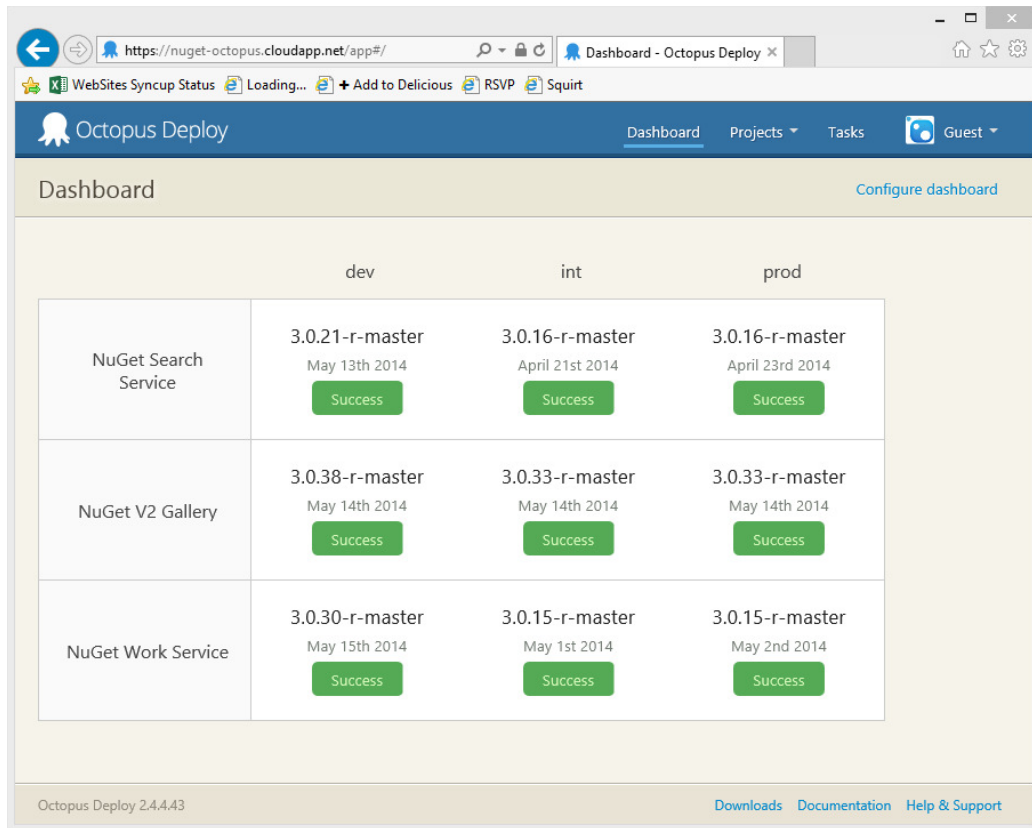 https://nuget-octopus.cloudapp.net/app#/
Dashboard - Octopus Deploy
WebSites Syncup Status Loading... + Add to Delicious RSVP Squirt
Octopus Deploy
Dashboard Projects Tasks Guest
Dashboard
Configure dashboard
dev int prod
NuGet Search
Service
3.0.21-r-master 3.0.16-r-master 3.0.16-r-master
May 13th 2014 April 21st 2014 April 23rd 2014
Success Success Success
NuGet V2 Gallery
3.0.38-r-master 3.0.33-r-master 3.0.33-r-master
May 14th 2014 May 14th 2014 May 14th 2014
Success Success Success
NuGet Work Service
3.0.30-r-master 3.0.15-r-master 3.0.15-r-master
May 15th 2014 May 1st 2014 May 2nd 2014
Success Success Success
Octopus Deploy 2.4.4.43
Downloads Documentation Help & Support